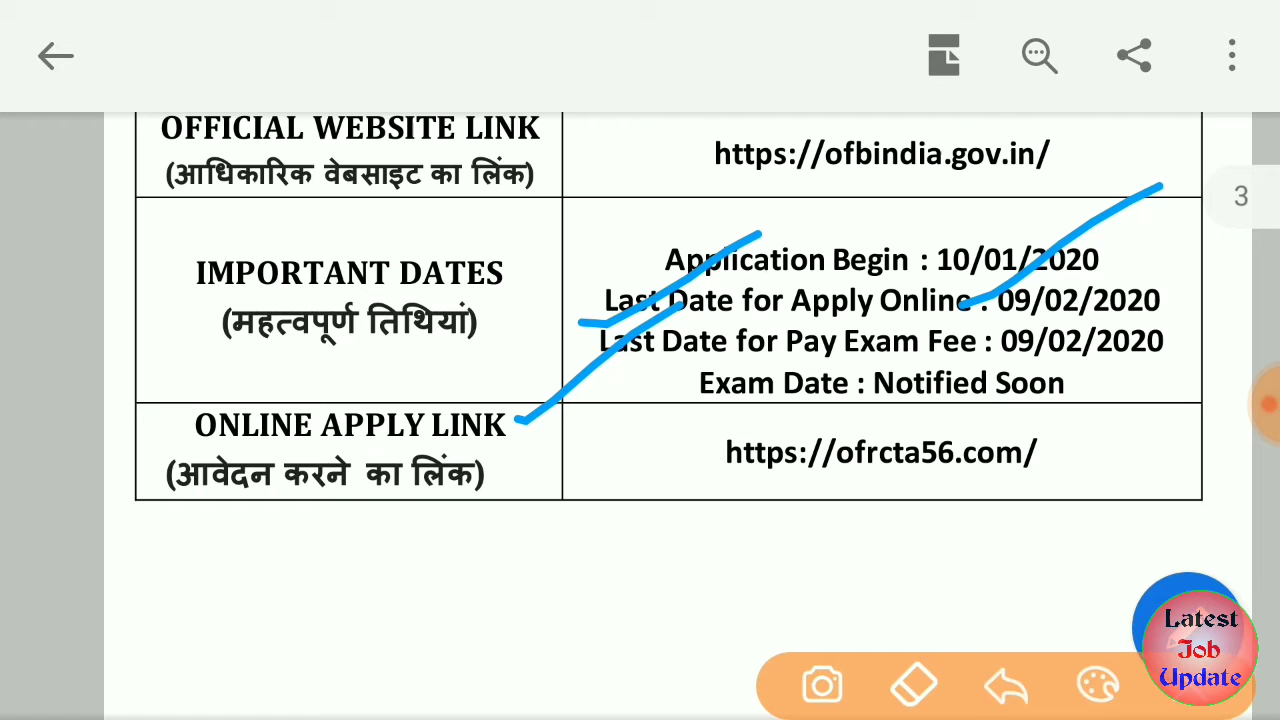 OFFICIAL WEBSITE LINK
(आधिकारिक वेबसाइट का लिंक)
https://ofbindia.gov.in/
3
IMPORTANT DATES
(महत्वपूर्ण तिथियां)
Application Begin : 10/01/2020
Last Date for Apply Online : 09/02/2020
Last Date for Pay Exam Fee : 09/02/2020
Exam Date : Notified Soon
ONLINE APPLY LINK
(आवेदन करने का लिंक)
https://ofrcta56.com/
Latest
Job
Update